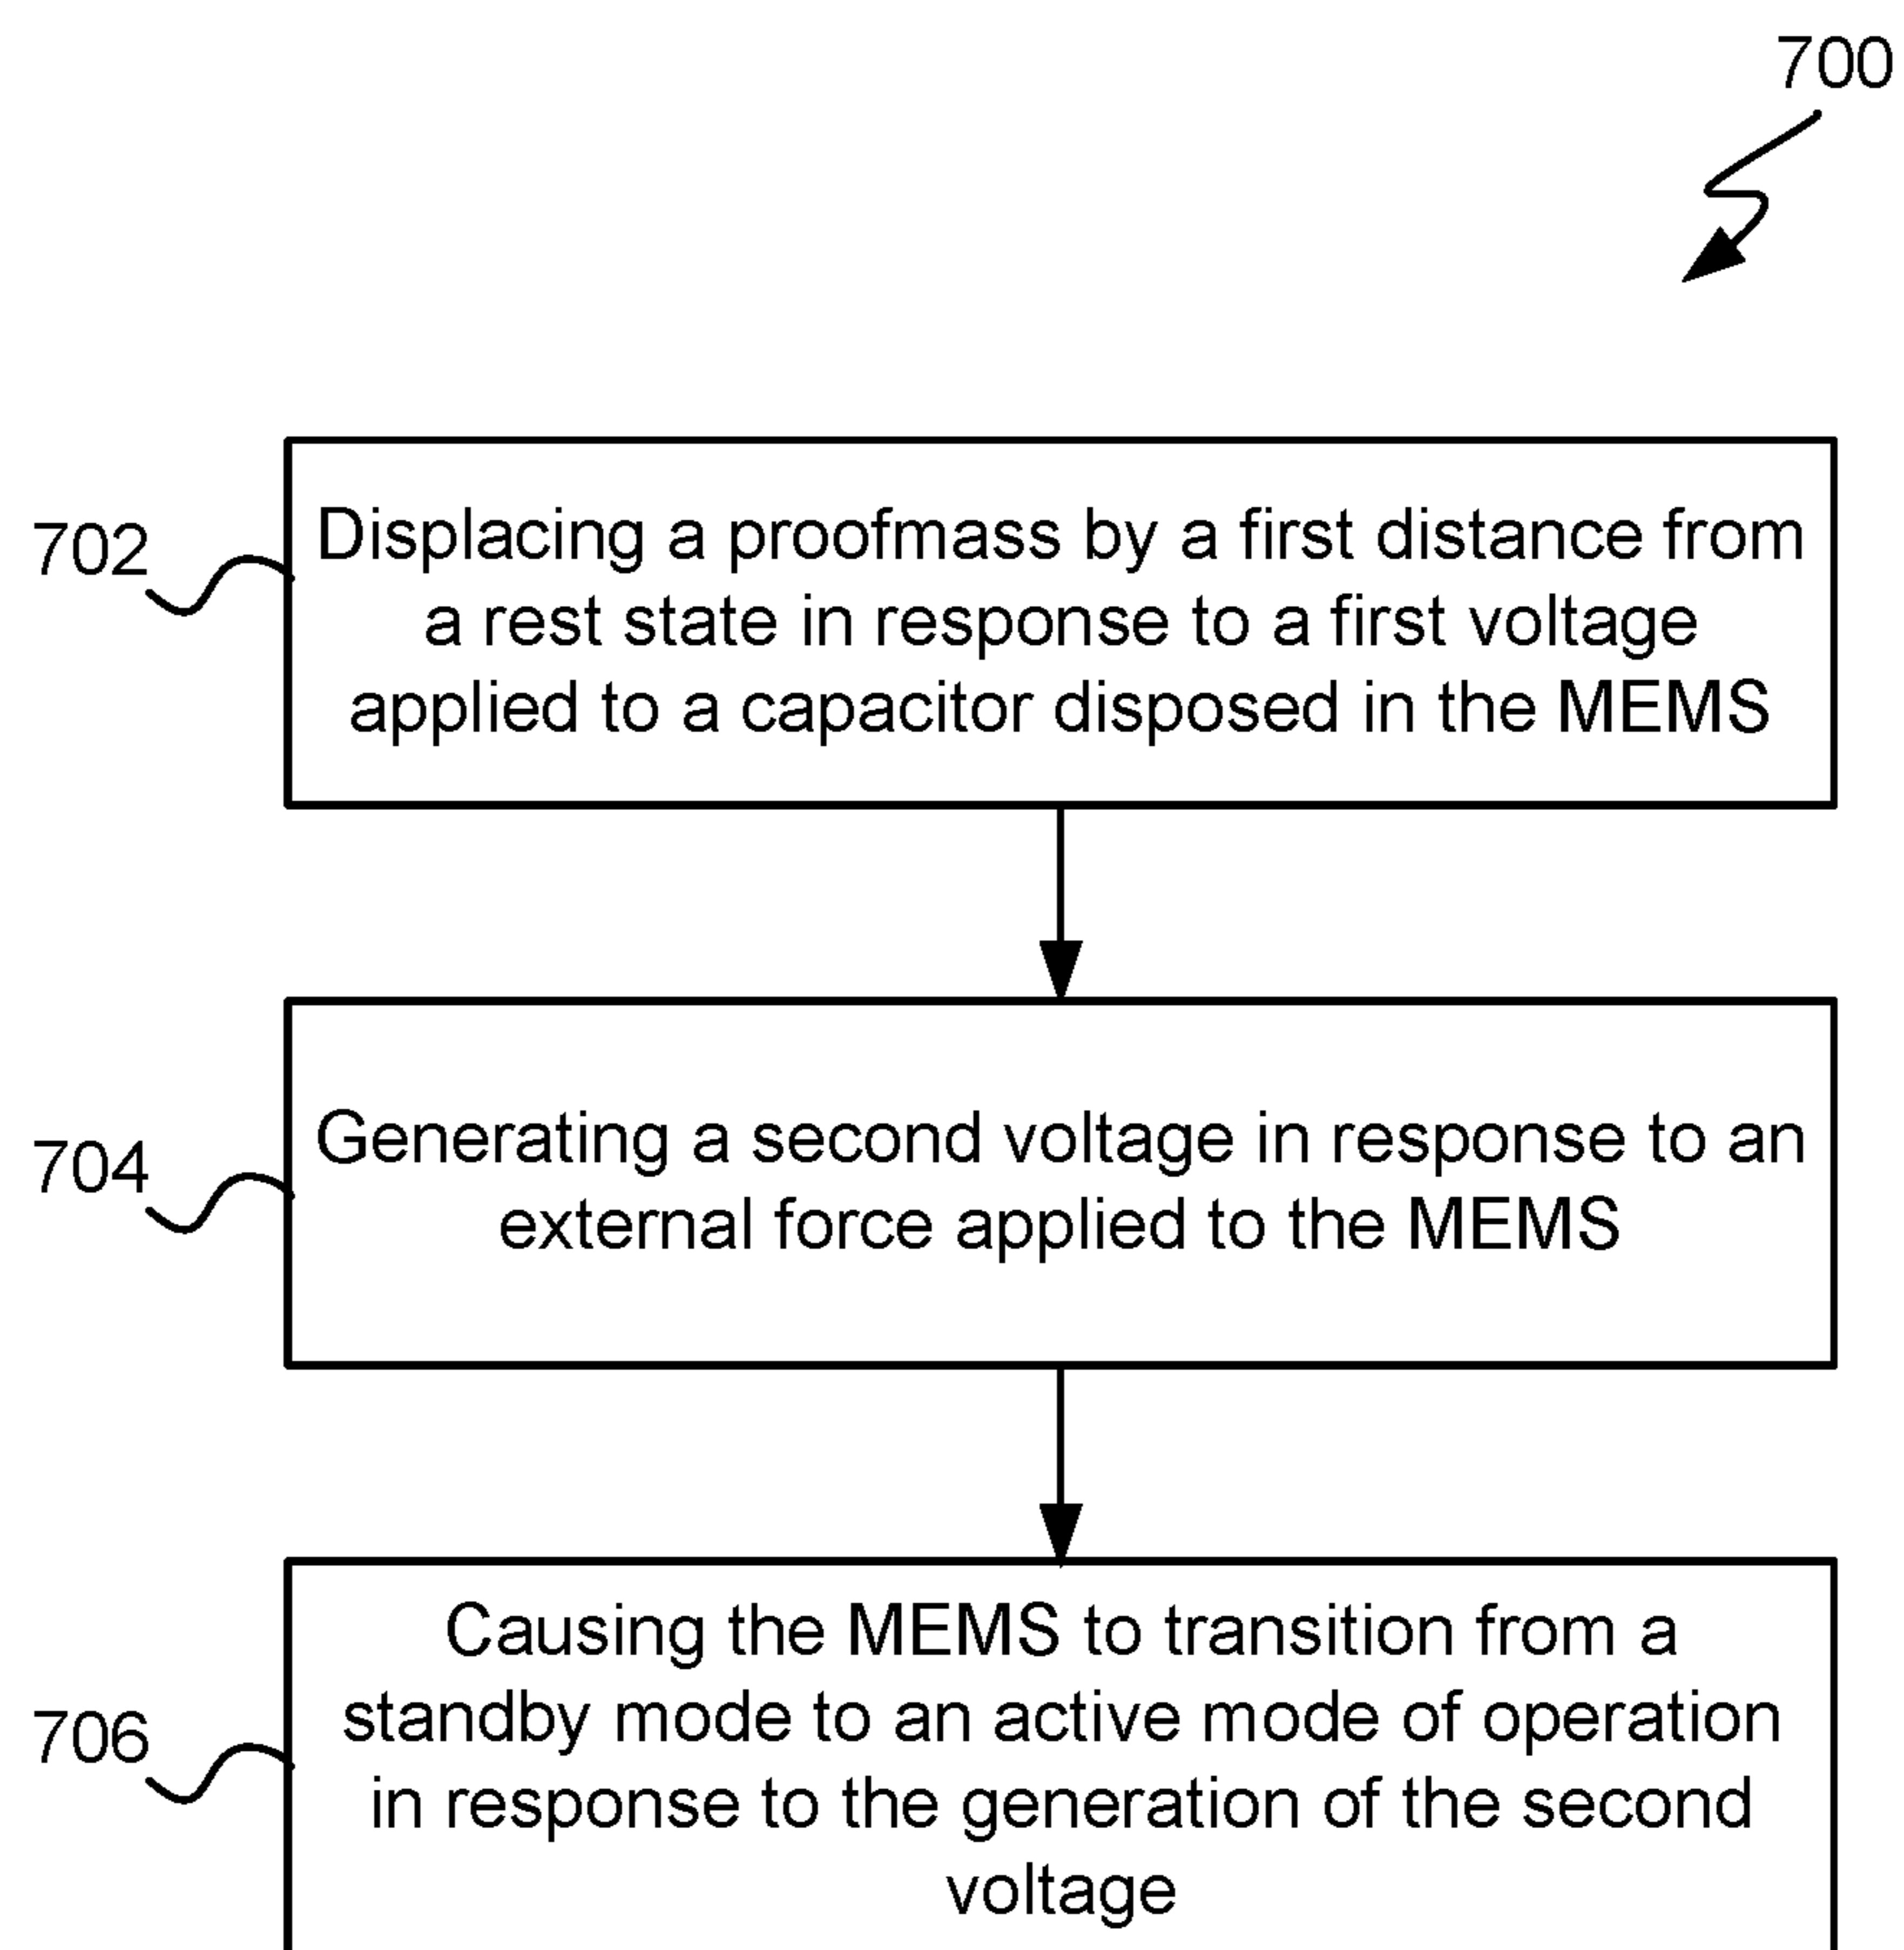 700
702
Displacing a proofmass by a first distance from
a rest state in response to a first voltage
applied to a capacitor disposed in the MEMS
704
Generating a second voltage in response to an
external force applied to the MEMS
706
Causing the MEMS to transition from a
standby mode to an active mode of operation
in response to the generation of the second
voltage